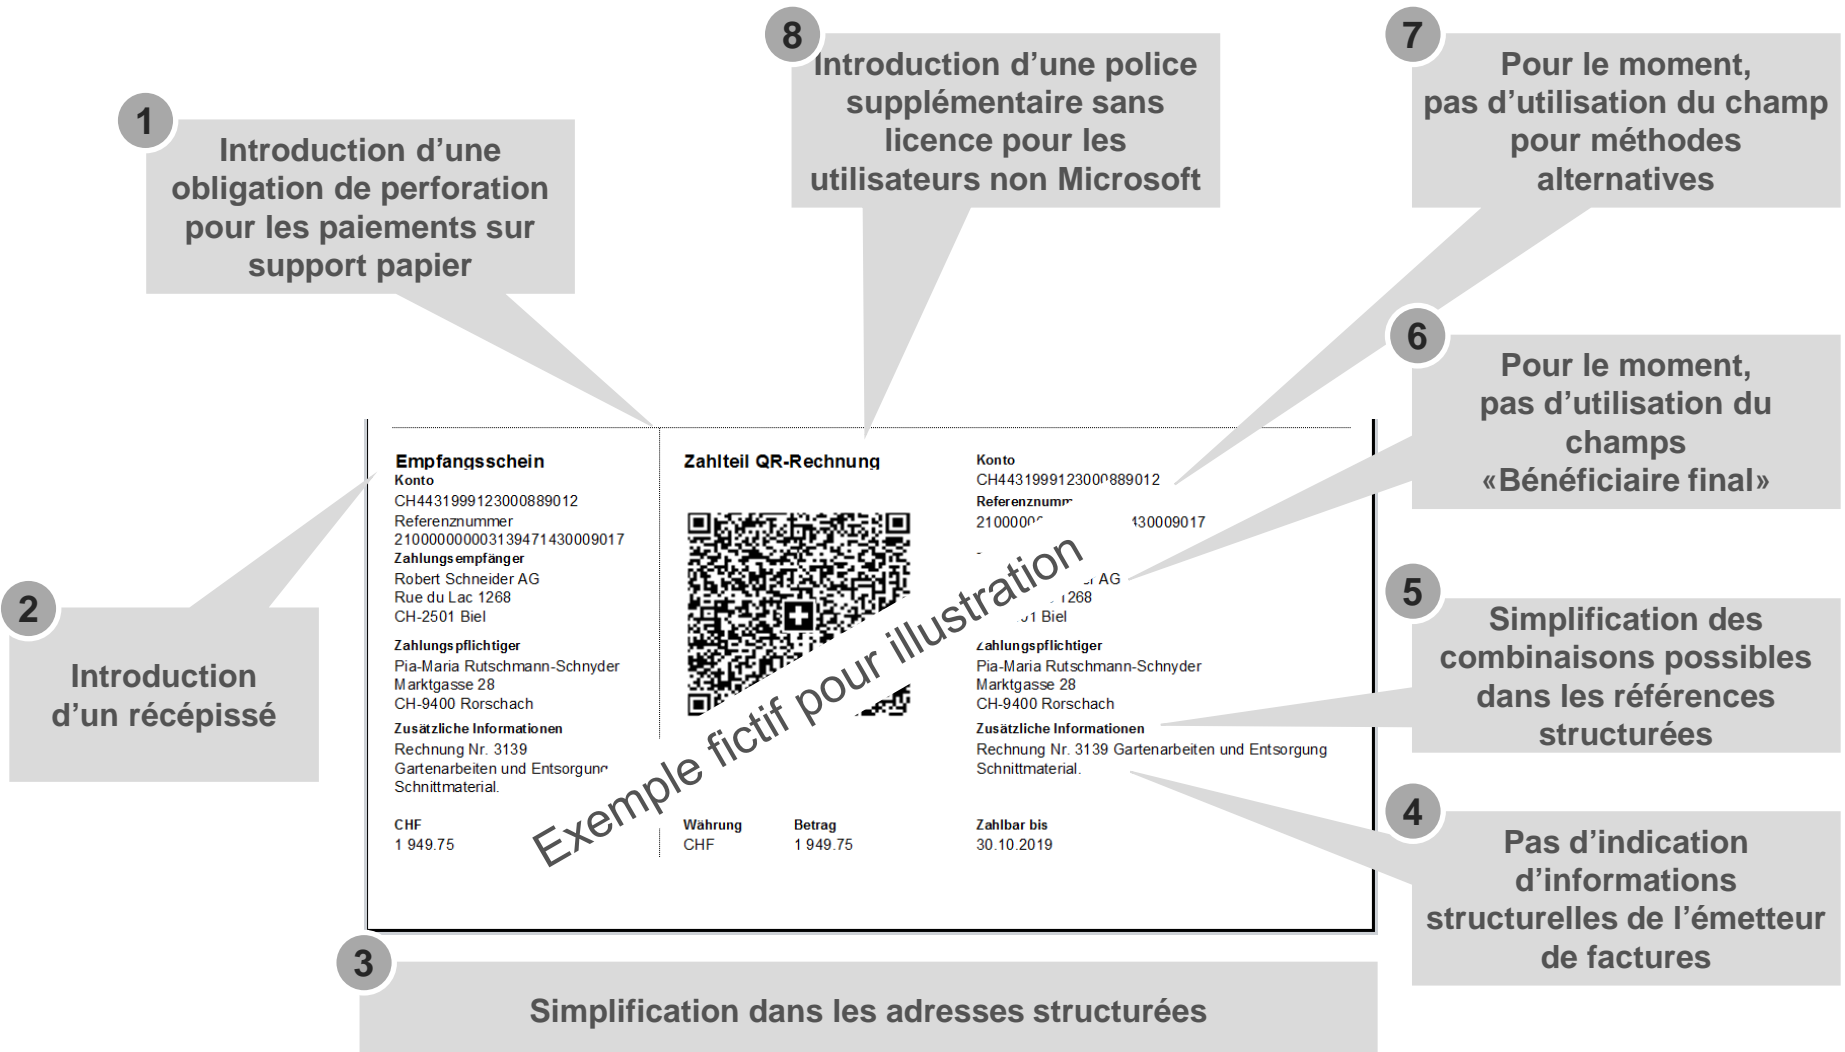 1
Introduction d’une
obligation de perforation
pour les paiements sur
support papier
8
Introduction d’une police
supplémentaire sans
licence pour les
utilisateurs non Microsoft
7
Pour le moment,
pas d’utilisation du champ
pour méthodes
alternatives
6
Pour le moment,
pas d’utilisation du
champs
«Bénéficiaire final»
5
Simplification des
combinaisons possibles
dans les références
structurées
4
Pas d’indication
d’informations
structurelles de l’émetteur
de factures
2
Introduction
d’un récépissé
Empfangsschein
Konto
CH4431999123000889012
Referenznummer
210000000003139471430009017
Zahlungsempfänger
Robert Schneider AG
Rue du Lac 1268
CH-2501 Biel
Zahlungspflichtiger
Pia-Maria Rutschmann-Schnyder
Marktgasse 28
CH-9400 Rorschach
Zusätzliche Informationen
Rechnung Nr. 3139
Gartenarbeiten und Entsorgung
Schnittmaterial.
CHF
1 949.75
Zahlteil QR-Rechnung
Währung Betrag
CHF 1 949.75
Konto
CH4431999123000889012
AG
1268
Biel
Zahlungspflichtiger
Pia-Maria Rutschmann-Schnyder
Marktgasse 28
CH-9400 Rorschach
Zusätzliche Informationen
Rechnung Nr. 3139 Gartenarbeiten und Entsorgung
Schnittmaterial.
Zahlbar bis
30.10.2019
Exemple fictif pour illustration
3
Simplification dans les adresses structurées